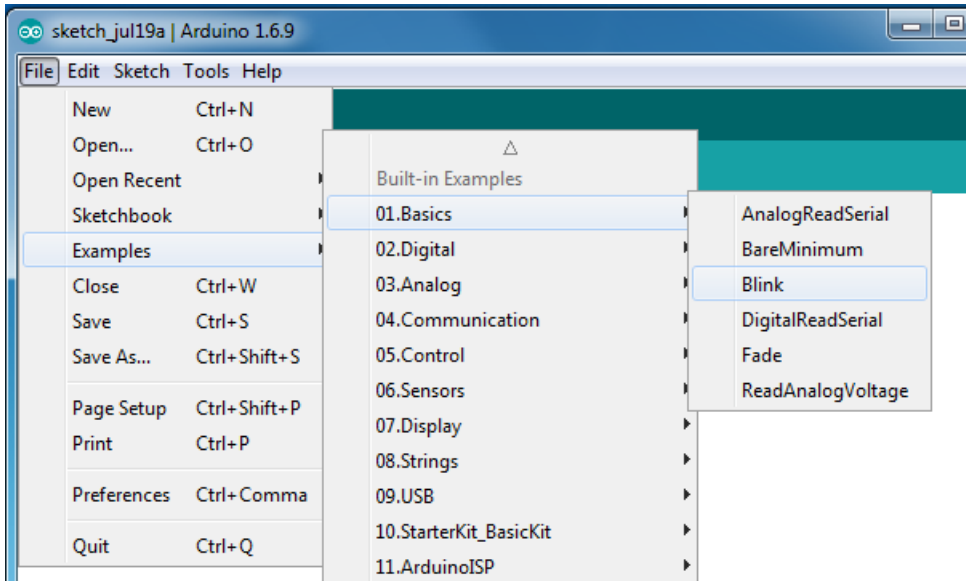 sketch_jul19a | Arduino 1.6.9
File Edit Sketch Tools Help
New Ctrl+N
Open... Ctrl+O
Open Recent
Sketchbook
Examples
Close Ctrl+W
Save Ctrl+S
Save As... Ctrl+Shift+S
Page Setup Ctrl+Shift+P
Print Ctrl+P
Preferences Ctrl+Comma
Quit Ctrl+Q
Built-in Examples
01.Basics
02.Digital
03.Analog
04.Communication
05.Control
06.Sensors
07.Display
08.Strings
09.USB
10.StarterKit_BasicKit
11.ArduinoISP
AnalogReadSerial
BareMinimum
Blink
DigitalReadSerial
Fade
ReadAnalogVoltage